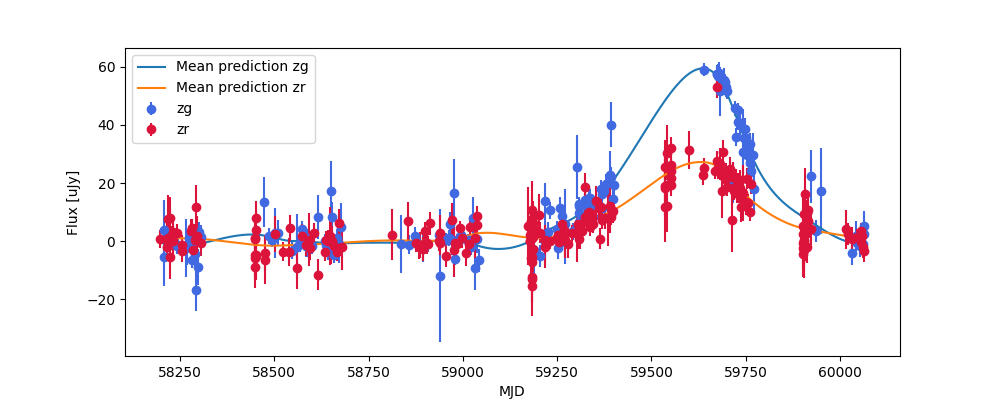 Mean prediction zg
Mean prediction zr
zg
zr
Flux [uJy]
60
40
20
0
−20
58250 58500 58750 59000 59250 59500 59750 60000
MJD